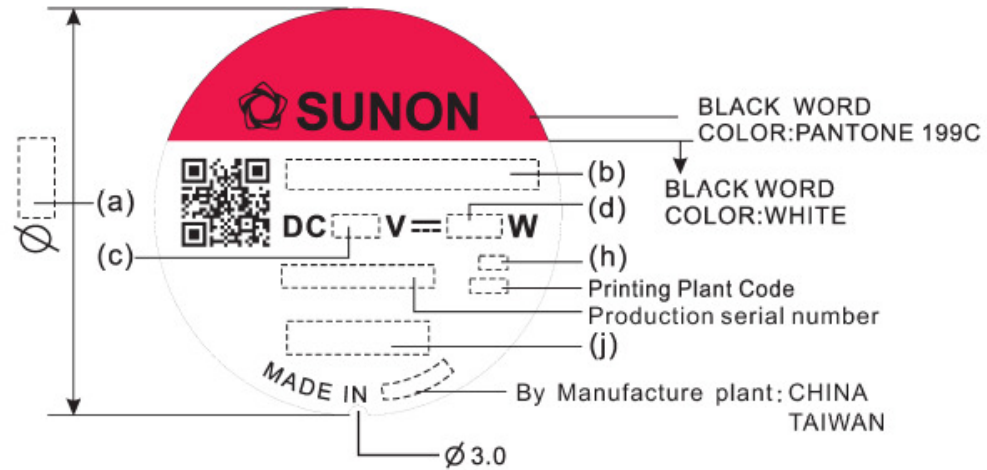 SUNON
BLACK WORD
COLOR:PANTONE 199C
BLACK WORD
COLOR:WHITE
(a)
(b)
DC V⎓ W
(d)
(c)
(h)
Printing Plant Code
Production serial number
(j)
MADE IN
By Manufacture plant: CHINA
TAIWAN
Ø
Ø3.0